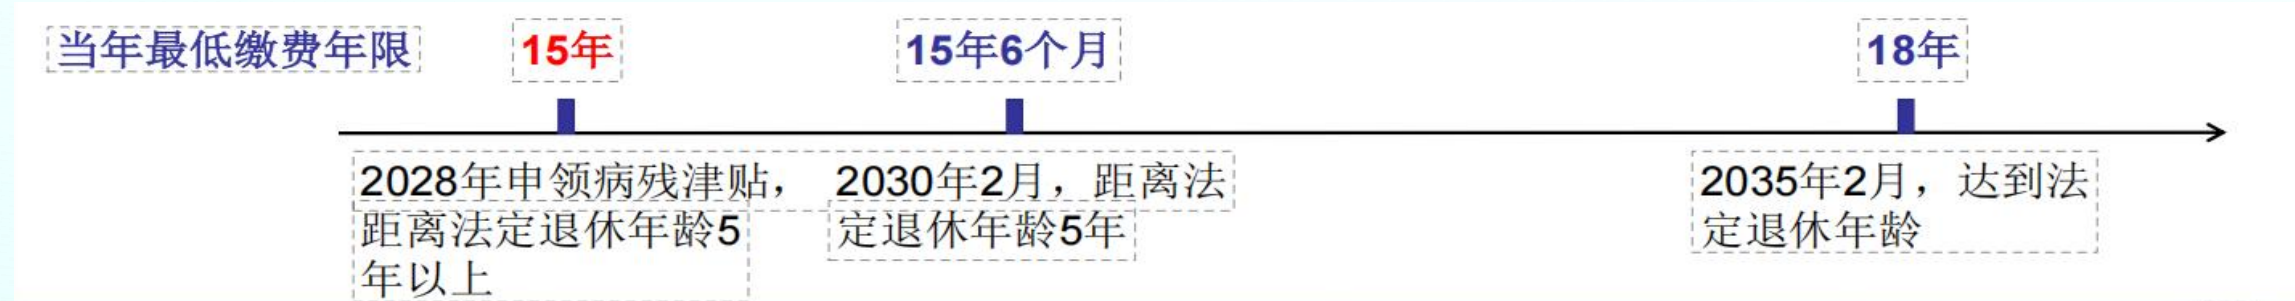 当年最低缴费年限
15年
15年6个月
18年
2028年申领病残津贴，
距离法定退休年龄5
年以上
2030年2月，距离法
定退休年龄5年
2035年2月，达到法
定退休年龄